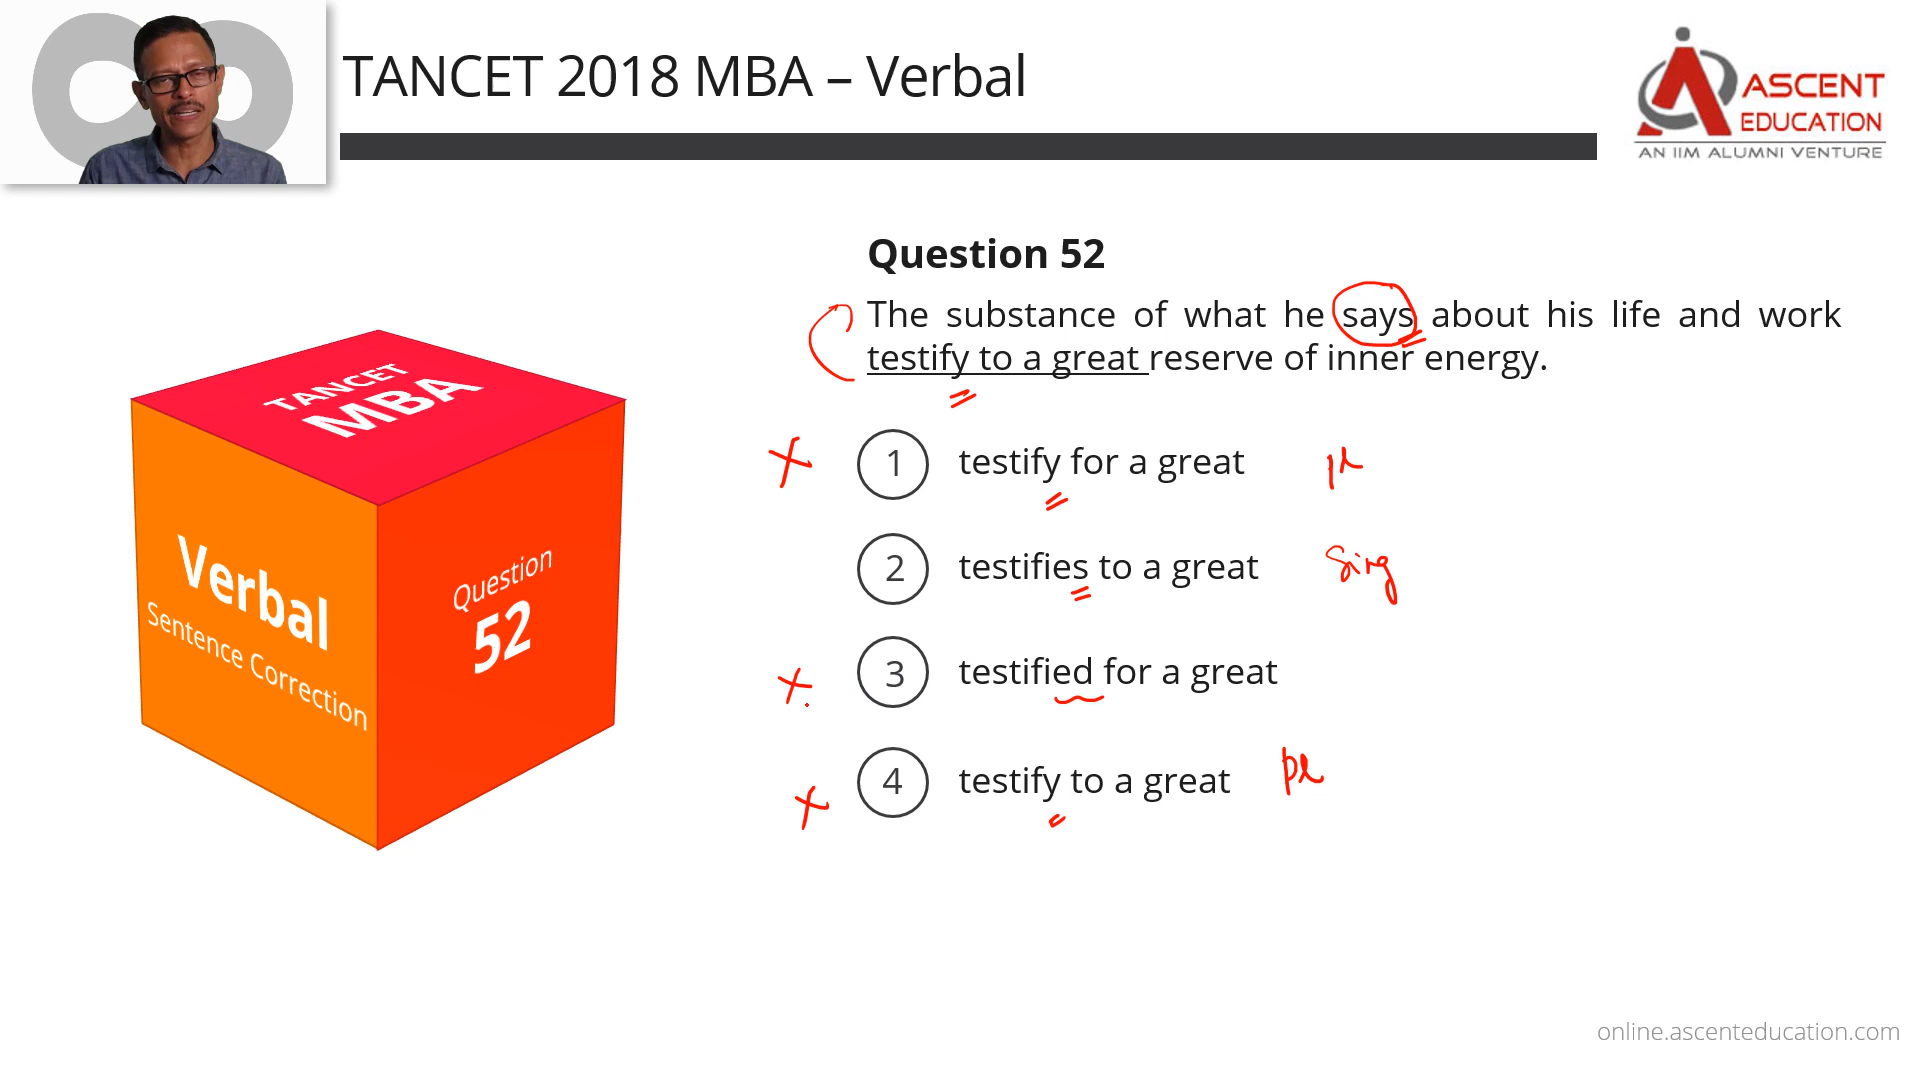 TANCET 2018 MBA – Verbal
ASCENT
EDUCATION
AN IIM ALUMNI VENTURE
Question 52
The substance of what he says about his life and work
testify to a great reserve of inner energy.
1 testify for a great pl
2 testifies to a great Sing
3 testified for a great
4 testify to a great pl
TANCET
MBA
Verbal
Sentence Correction
Question
52
online.ascenteducation.com